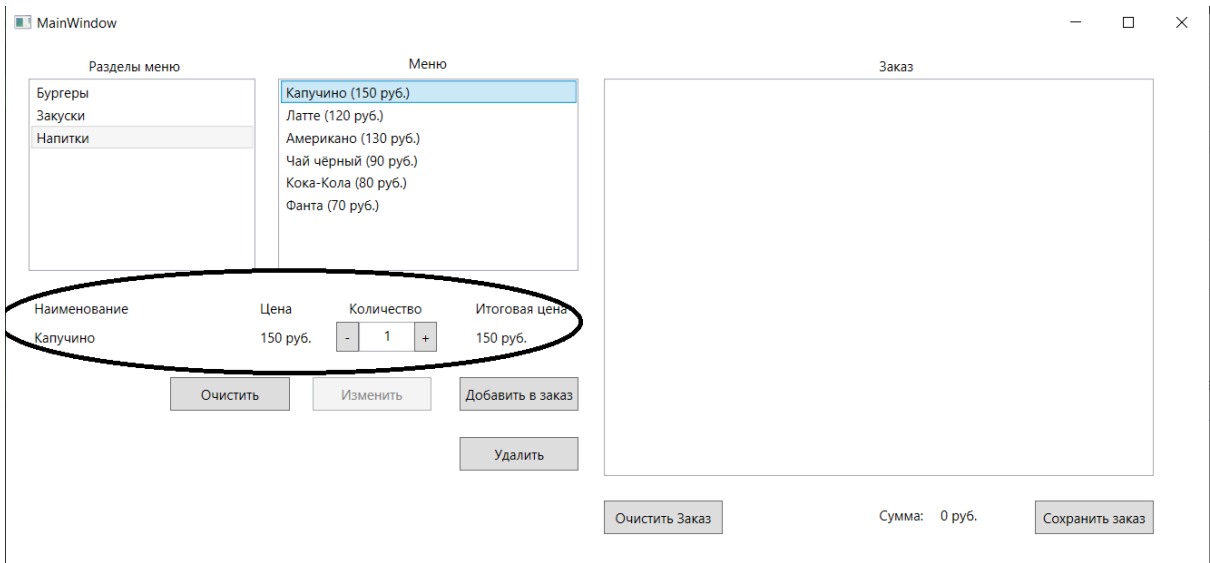 MainWindow
Разделы меню
Меню
Заказ
Бургеры
Закуски
Напитки
Капучино (150 руб.)
Латте (120 руб.)
Американо (130 руб.)
Чай чёрный (90 руб.)
Кока-Кола (80 руб.)
Фанта (70 руб.)
Наименование Цена Количество Итоговая цена
Капучино 150 руб. - 1 + 150 руб.
Очистить Изменить Добавить в заказ
Удалить
Очистить Заказ Сумма: 0 руб. Сохранить заказ